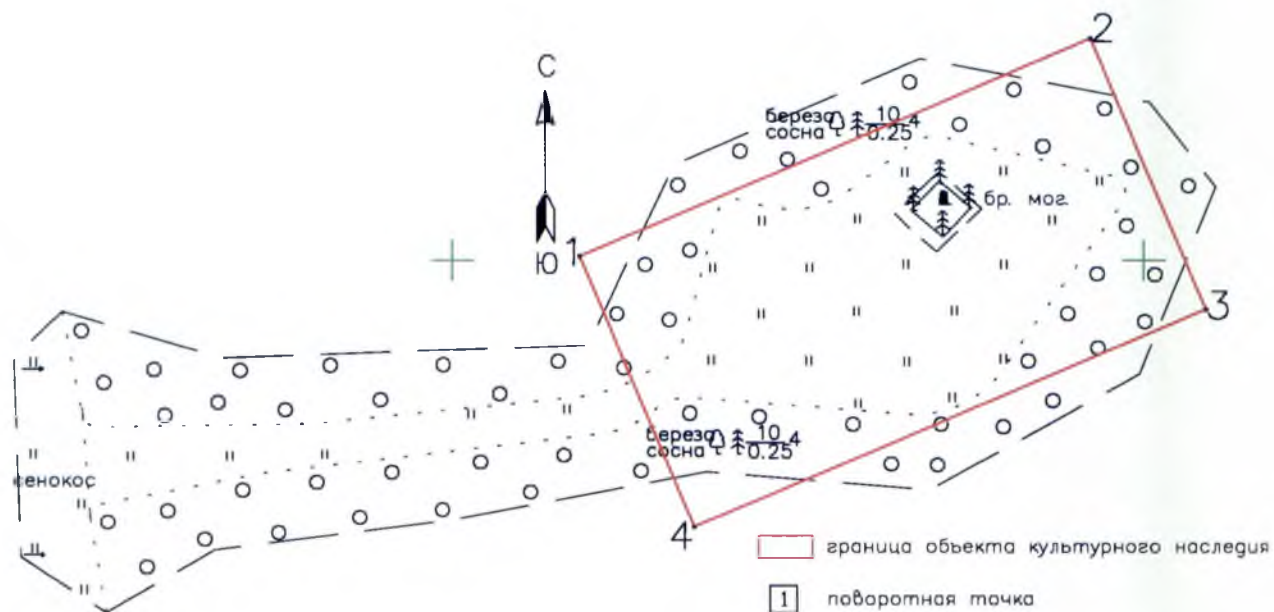 2
С
береза 10
сосна 0.25 4
бр. мог.
1
Ю
3
береза 10
сосна 0.25 4
сенокос
4
граница объекта культурного наследия
1 поворотная точка